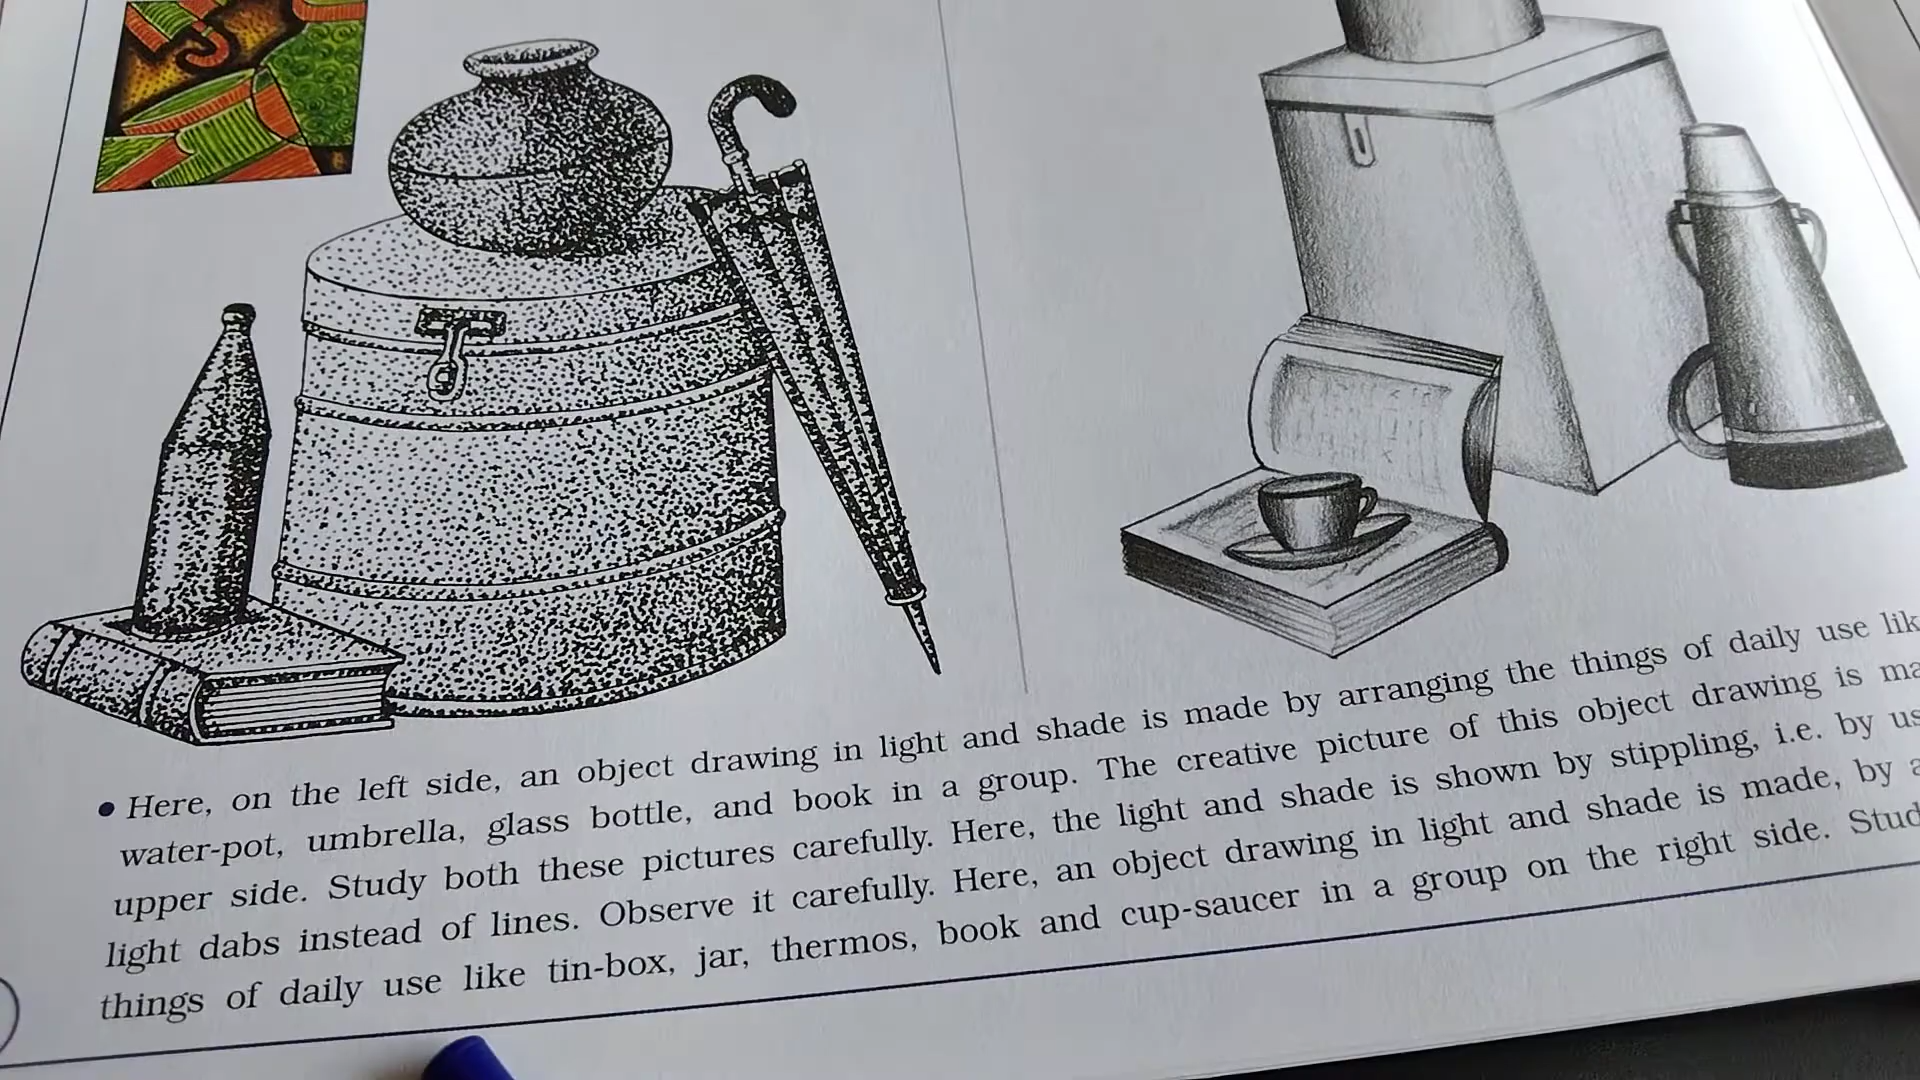 • Here, on the left side, an object drawing in light and shade is made by arranging the things of daily use
water-pot, umbrella, glass bottle, and book in a group. The creative picture of this object drawing is
upper side. Study both these pictures carefully. Here, the light and shade is shown by stippling, i.e. by
light dabs instead of lines. Observe it carefully. Here, an object drawing in light and shade is made, by
things of daily use like tin-box, jar, thermos, book and cup-saucer in a group on the right side.